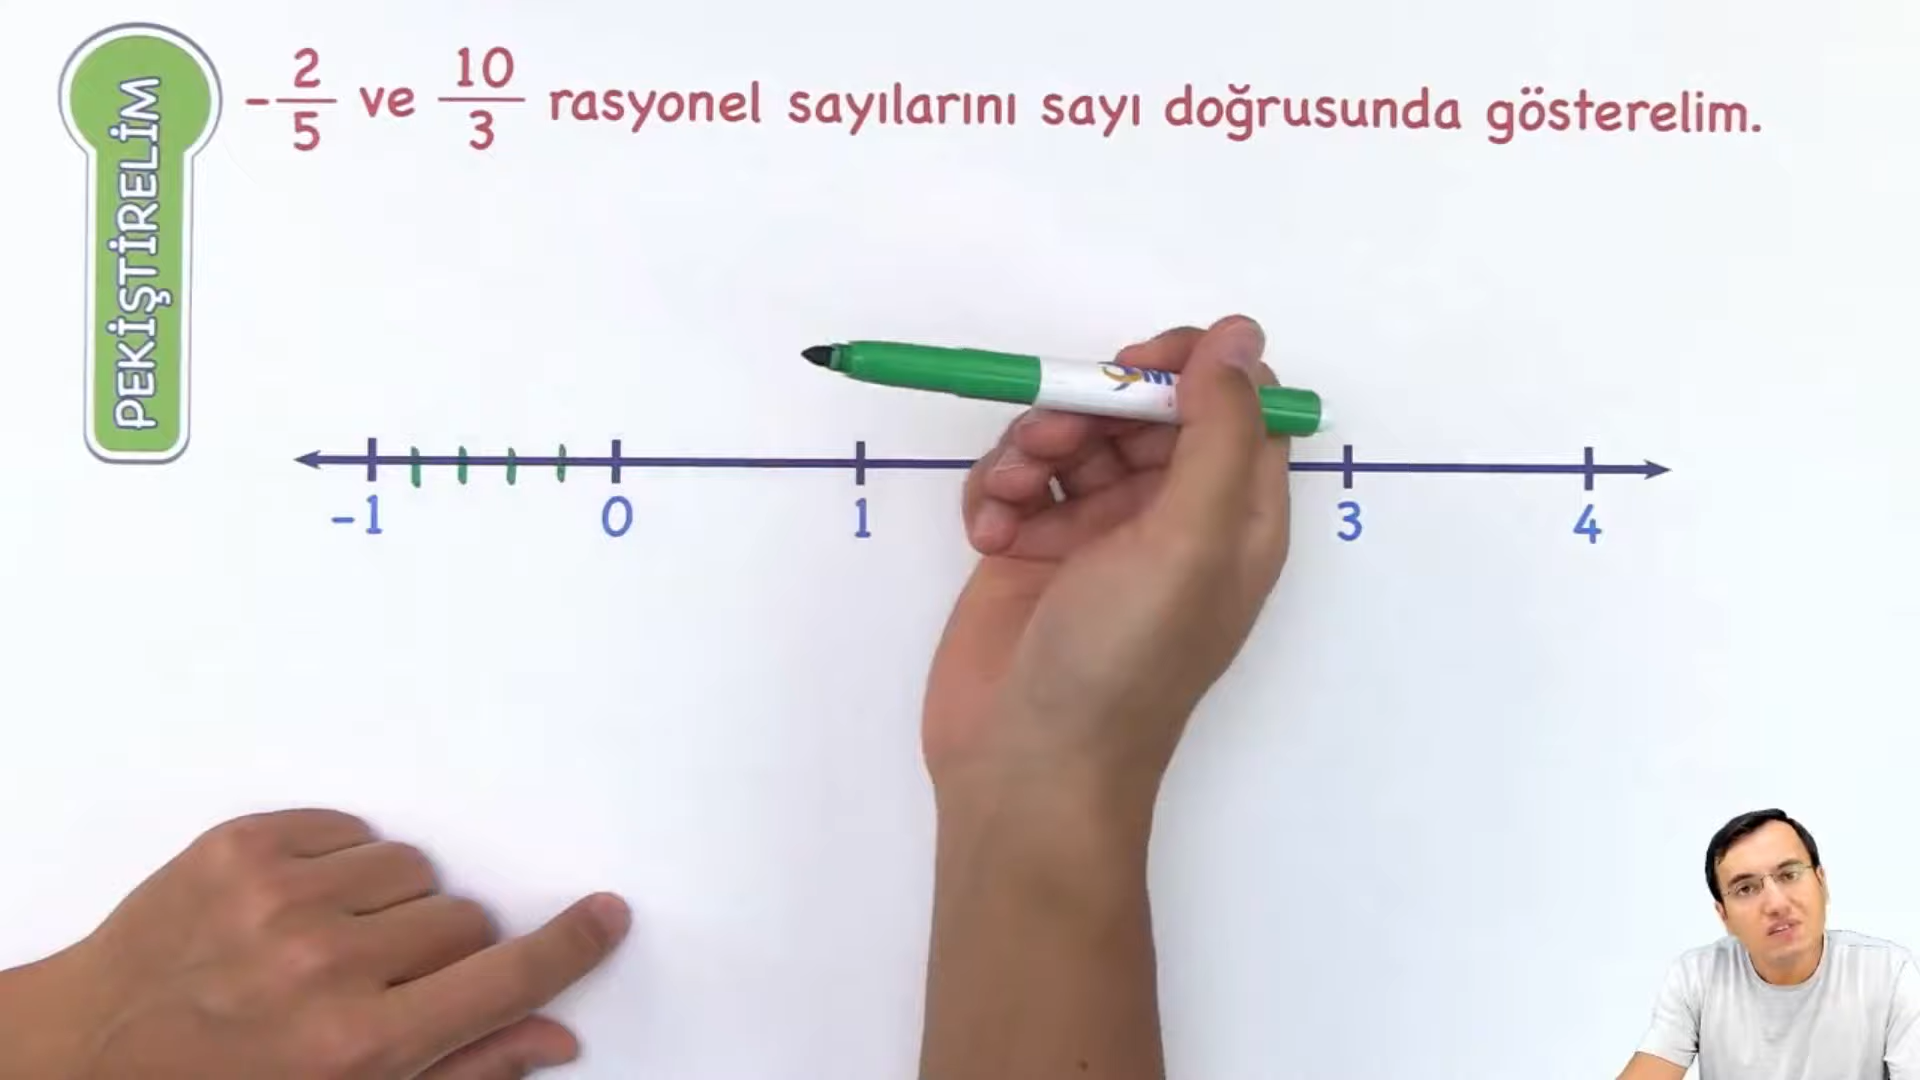 PEKİŞTİRELİM
-2/5 ve 10/3 rasyonel sayılarını sayı doğrusunda gösterelim.
-1 0 1 3 4